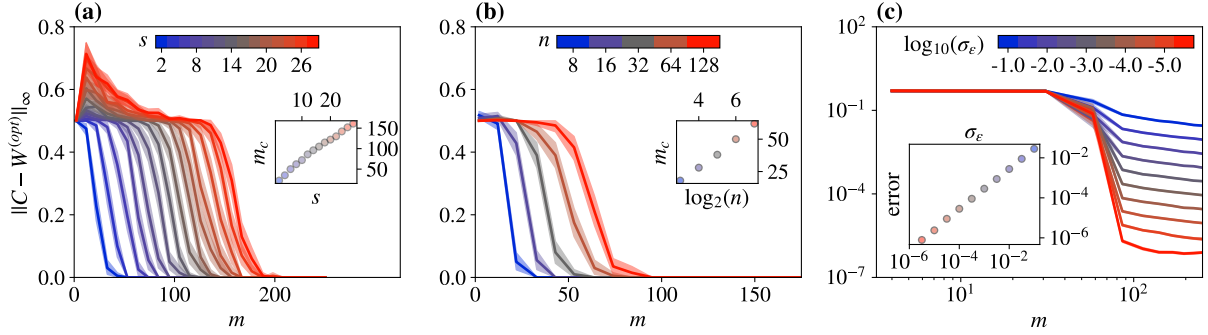 (a)
s
2 8 14 20 26
10 20
m_c
150
100
50
s
||C − W^(opt)||_∞
0.8
0.6
0.4
0.2
0.0
0 100 200
m
(b)
n
8 16 32 64 128
4 6
m_c
50
25
log_2(n)
0.8
0.6
0.4
0.2
0.0
0 50 100 150
m
(c)
log_10(σ_ε)
-1.0 -2.0 -3.0 -4.0 -5.0
σ_ε
error
10^−2
10^−4
10^−6
10^−6 10^−4 10^−2
10^2
10^−1
10^−4
10^−7
10^1 10^2
m